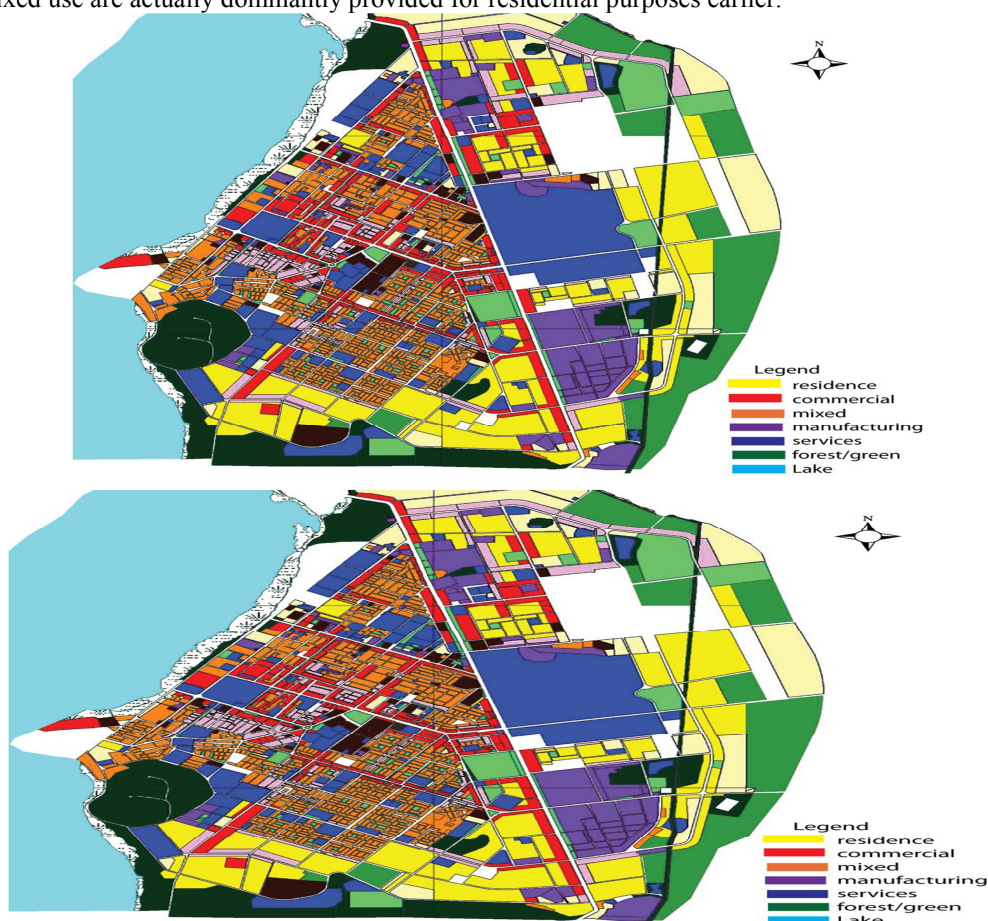 ixed use are actually dominantly provided for residential purposes earlier.
N
Legend
residence
commercial
mixed
manufacturing
services
forest/green
Lake
N
Legend
residence
commercial
mixed
manufacturing
services
forest/green
Lake